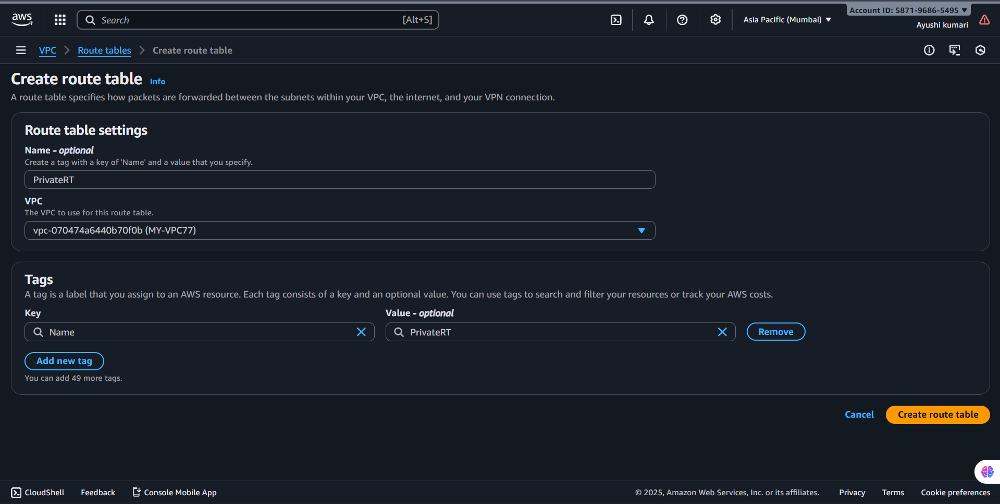 aws
Search
[Alt+S]
Asia Pacific (Mumbai)
Account ID: 5871-9686-5495
Ayushi kumari
VPC
Route tables
Create route table
Create route table
Info
A route table specifies how packets are forwarded between the subnets within your VPC, the internet, and your VPN connection.
Route table settings
Name - optional
Create a tag with a key of 'Name' and a value that you specify.
PrivateRT
VPC
The VPC to use for this route table.
vpc-070474a6440b70f0b (MY-VPC77)
Tags
A tag is a label that you assign to an AWS resource. Each tag consists of a key and an optional value. You can use tags to search and filter your resources or track your AWS costs.
Key
Value - optional
Name
PrivateRT
Remove
Add new tag
You can add 49 more tags.
Cancel
Create route table
CloudShell
Feedback
Console Mobile App
© 2025, Amazon Web Services, Inc. or its affiliates.
Privacy
Terms
Cookie preferences